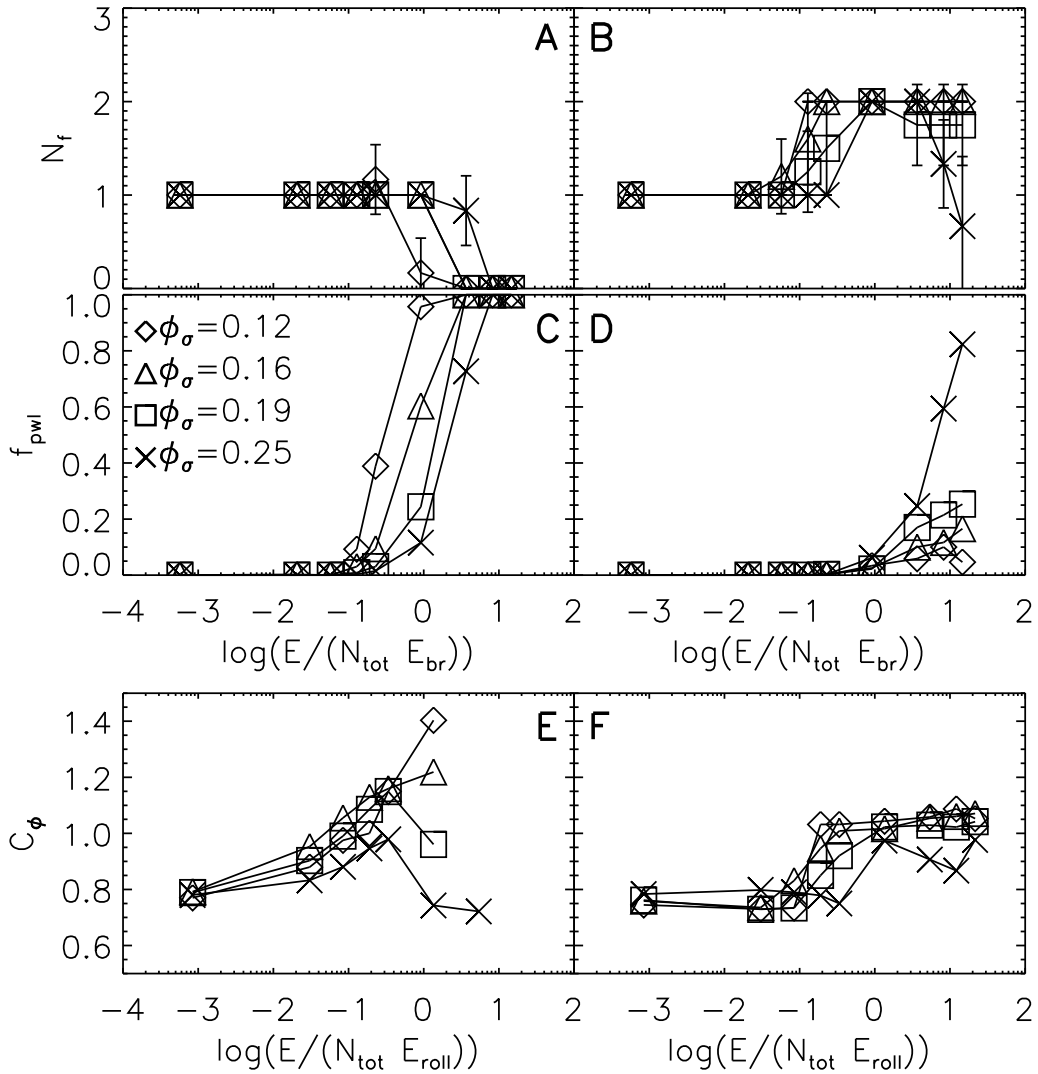 3
A
B
2
N_f
1
0
1.0
C
D
ϕ_σ=0.12
0.8
ϕ_σ=0.16
0.6
ϕ_σ=0.19
f_pwl
0.4
ϕ_σ=0.25
0.2
0.0
−4 −3 −2 −1 0 1 2 −3 −2 −1 0 1 2
log(E/(N_tot E_br)) log(E/(N_tot E_br))
1.4
E
F
1.2
C_ϕ
1.0
0.8
0.6
−4 −3 −2 −1 0 1 2 −3 −2 −1 0 1 2
log(E/(N_tot E_roll)) log(E/(N_tot E_roll))